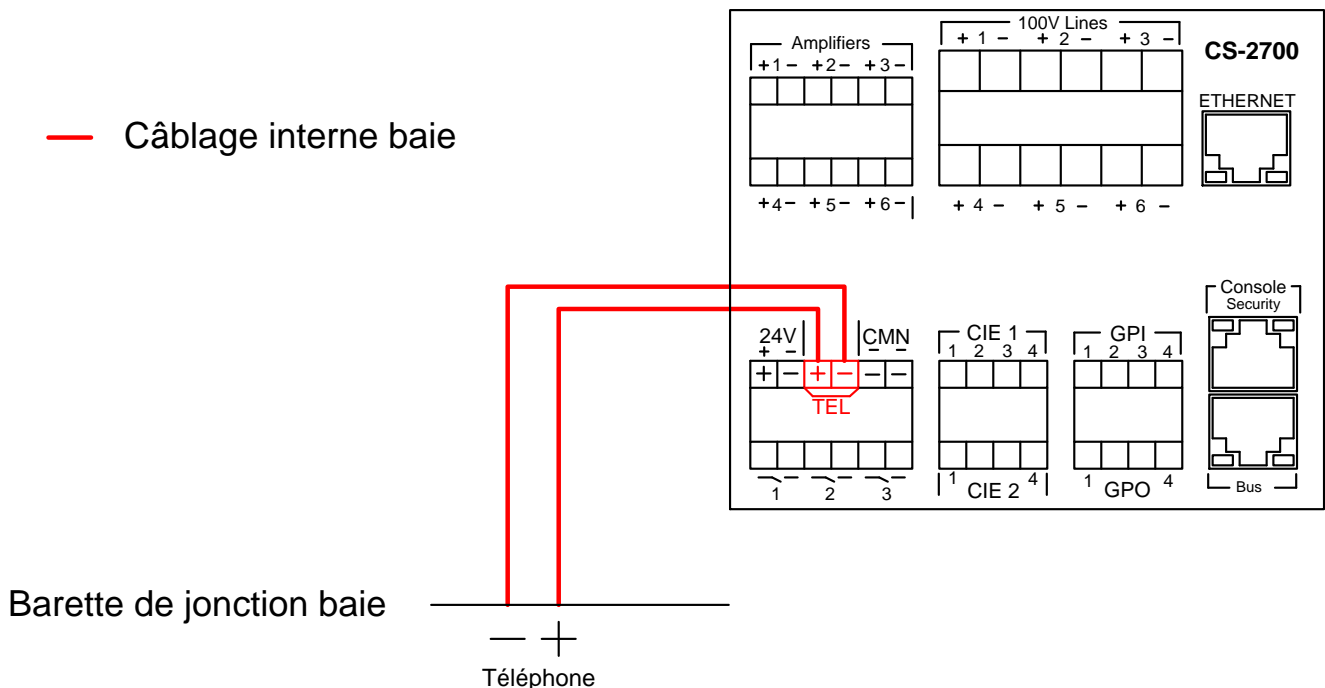 100V Lines
Amplifiers
+ 1 - + 2 - + 3 -
CS-2700
+1- +2- +3-
ETHERNET
Câblage interne baie
+4- +5- +6-
+ 4 - + 5 - + 6 -
Console
Security
24V
CMN
CIE 1
GPI
+ - - -
1 2 3 4
1 2 3 4
+ - + - - -
TEL
1 2 3
1 4
CIE 2
1 4
GPO
Bus
Barette de jonction baie
- +
Téléphone